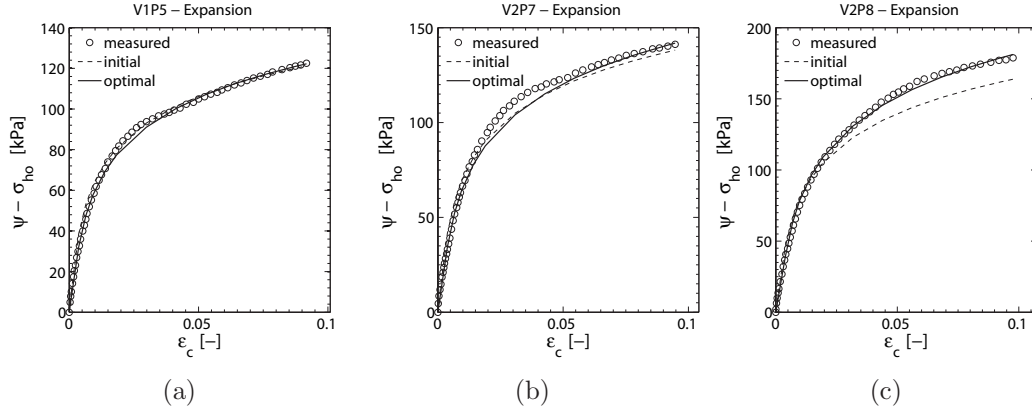 V1P5 – Expansion
140
120
100
80
60
40
20
0
0
0.05
0.1
measured
initial
optimal
ψ – σho [kPa]
εc [–]
(a)
V2P7 – Expansion
150
100
50
0
0
0.05
0.1
measured
initial
optimal
ψ – σho [kPa]
εc [–]
(b)
V2P8 – Expansion
200
150
100
50
0
0
0.05
0.1
measured
initial
optimal
ψ – σho [kPa]
εc [–]
(c)